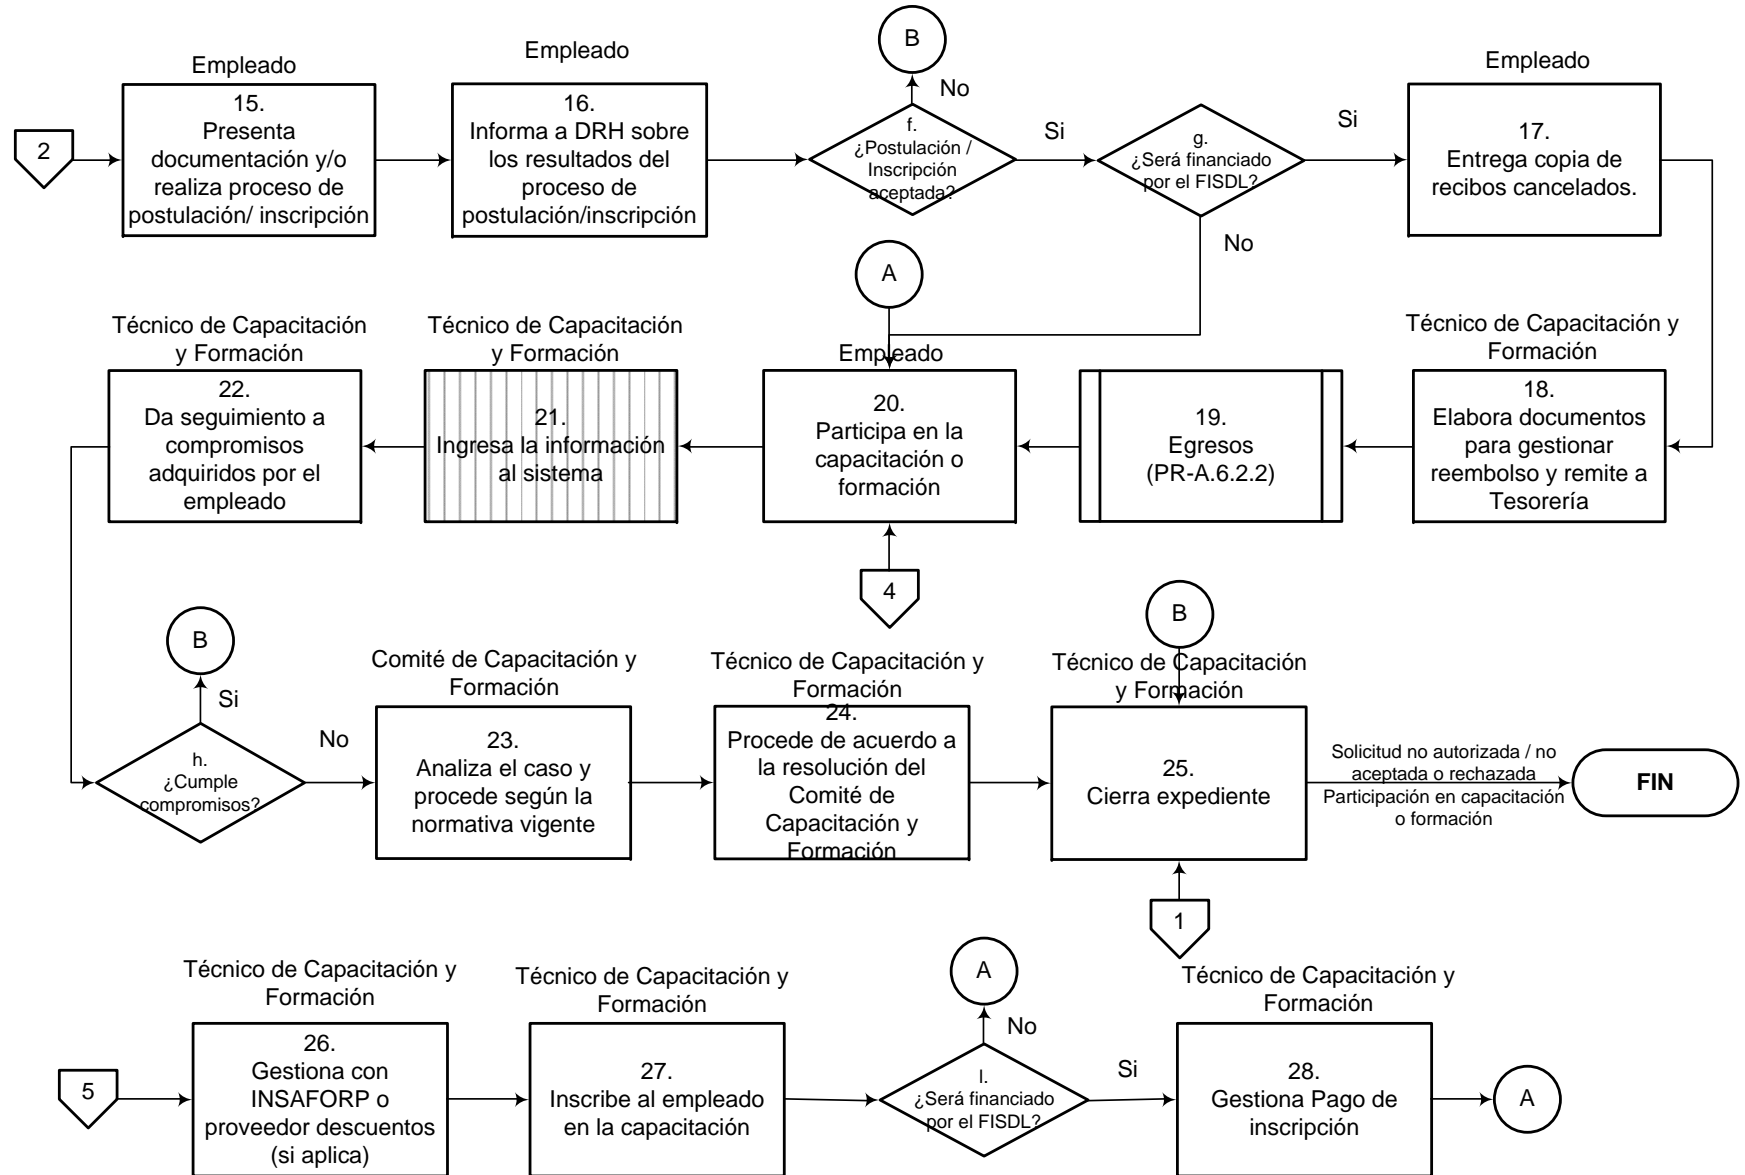 Empleado
15.
Presenta
documentación y/o
realiza proceso de
postulación/ inscripción
2
Empleado
16.
Informa a DRH sobre
los resultados del
proceso de
postulación/inscripción
B
No
f.
¿Postulación /
Inscripción
aceptada?
Si
g.
¿Será financiado
por el FISDL?
Si
No
Empleado
17.
Entrega copia de
recibos cancelados.
A
Técnico de Capacitación
y Formación
22.
Da seguimiento a
compromisos
adquiridos por el
empleado
Técnico de Capacitación
y Formación
21.
Ingresa la información
al sistema
Empleado
20.
Participa en la
capacitación o
formación
4
19.
Egresos
(PR-A.6.2.2)
Técnico de Capacitación y
Formación
18.
Elabora documentos
para gestionar
reembolso y remite a
Tesorería
B
Si
h.
¿Cumple
compromisos?
No
Comité de Capacitación y
Formación
23.
Analiza el caso y
procede según la
normativa vigente
Técnico de Capacitación y
Formación
24.
Procede de acuerdo a
la resolución del
Comité de
Capacitación y
Formación
B
Técnico de Capacitación
y Formación
25.
Cierra expediente
1
Solicitud no autorizada / no
aceptada o rechazada
Participación en capacitación
o formación
FIN
5
Técnico de Capacitación y
Formación
26.
Gestiona con
INSAFORP o
proveedor descuentos
(si aplica)
Técnico de Capacitación y
Formación
27.
Inscribe al empleado
en la capacitación
A
No
I.
¿Será financiado
por el FISDL?
Si
Técnico de Capacitación y
Formación
28.
Gestiona Pago de
inscripción
A